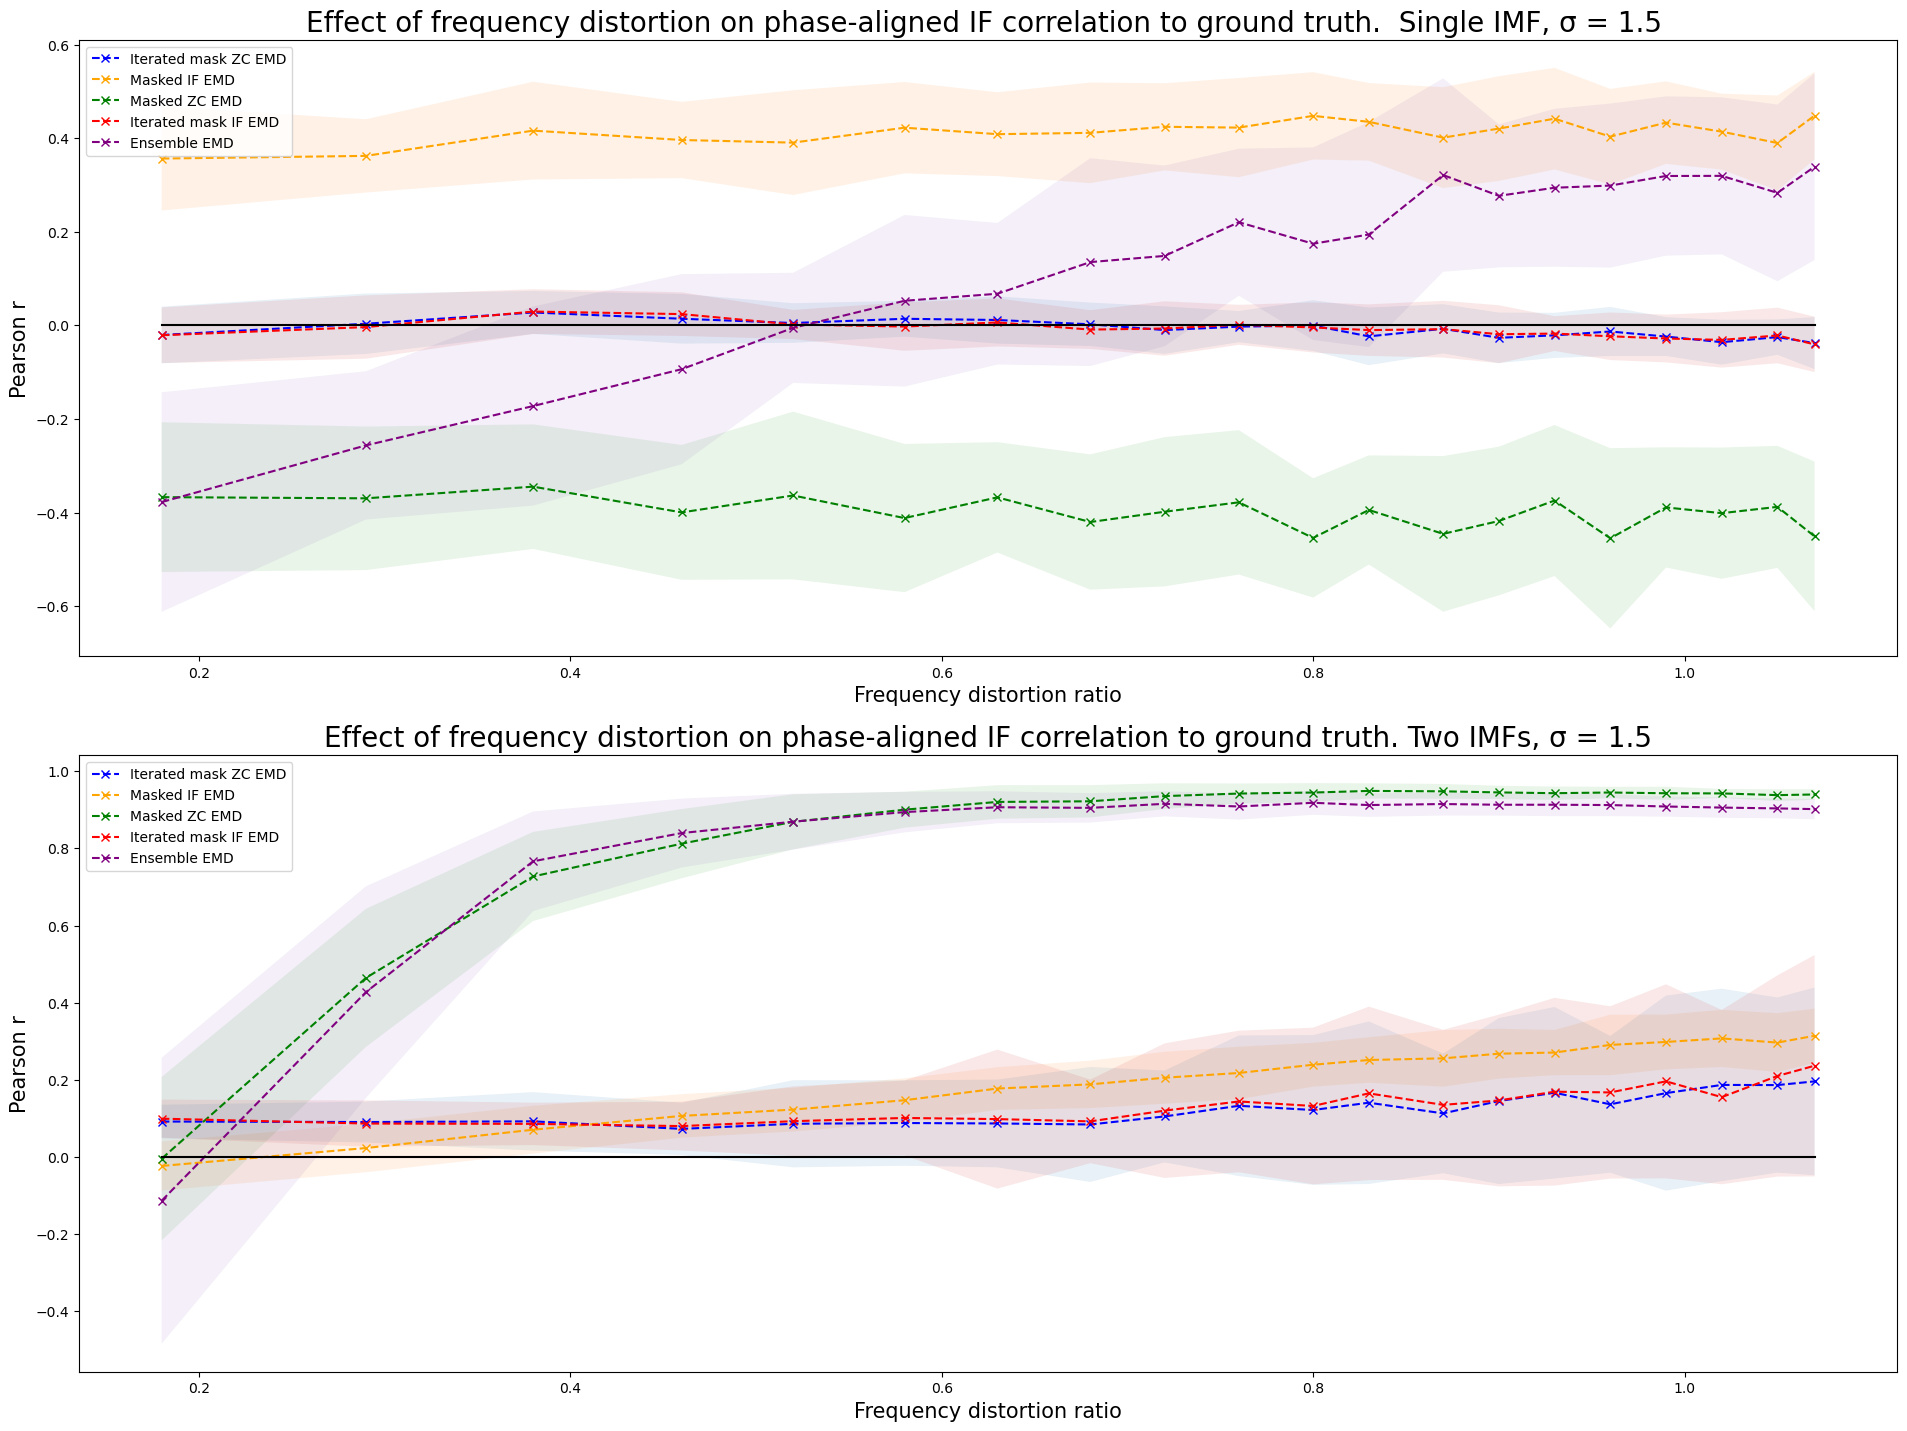 Effect of frequency distortion on phase-aligned IF correlation to ground truth.  Single IMF, σ = 1.5
Iterated mask ZC EMD
Masked IF EMD
Masked ZC EMD
Iterated mask IF EMD
Ensemble EMD
Pearson r
0.6
0.4
0.2
0.0
−0.2
−0.4
−0.6
0.2 0.4 0.6 0.8 1.0
Frequency distortion ratio
Effect of frequency distortion on phase-aligned IF correlation to ground truth. Two IMFs, σ = 1.5
Iterated mask ZC EMD
Masked IF EMD
Masked ZC EMD
Iterated mask IF EMD
Ensemble EMD
Pearson r
1.0
0.8
0.6
0.4
0.2
0.0
−0.2
−0.4
0.2 0.4 0.6 0.8 1.0
Frequency distortion ratio